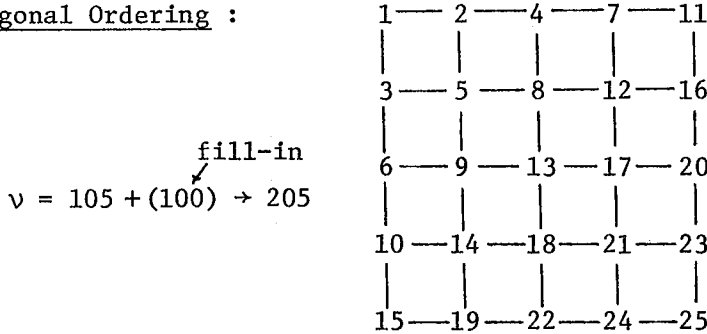 gonal Ordering :
1 2 4 7 11
3 5 8 12 16
fill-in
6 9 13 17 20
ν = 105 + (100) → 205
10 14 18 21 23
15 19 22 24 25